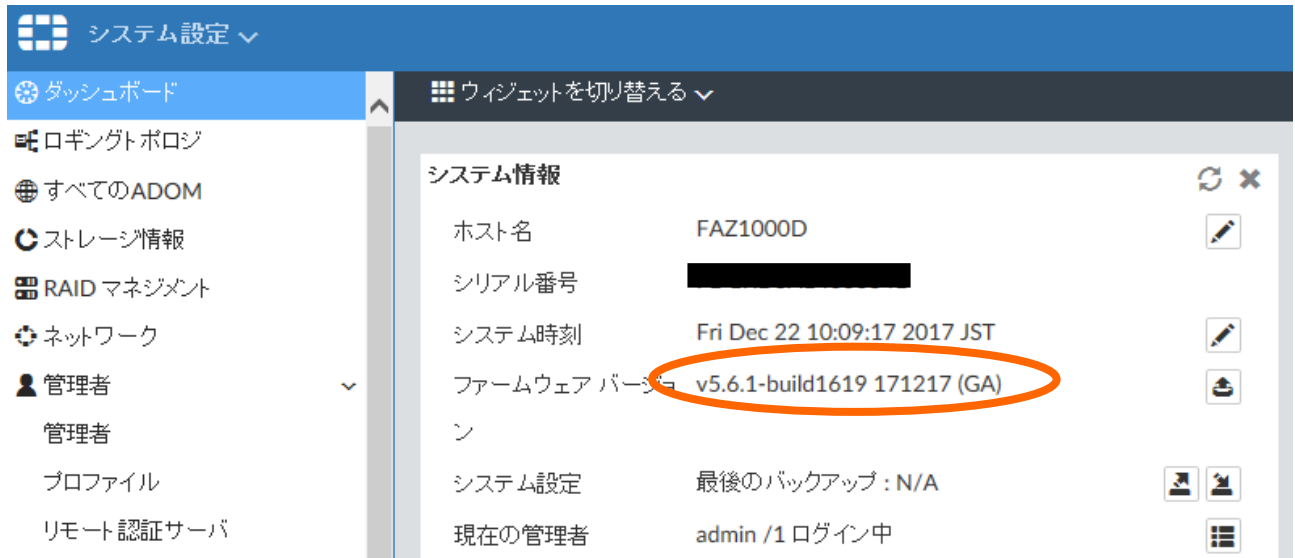 システム設定
ダッシュボード
ウィジェットを切り替える
ロギングトポロジ
すべてのADOM
ストレージ情報
RAID マネジメント
ネットワーク
管理者
管理者
プロファイル
リモート認証サーバ
システム情報
ホスト名 FAZ1000D
シリアル番号
システム時刻 Fri Dec 22 10:09:17 2017 JST
ファームウェア バージョ v5.6.1-build1619 171217 (GA)
ン
システム設定 最後のバックアップ : N/A
現在の管理者 admin /1 ログイン中